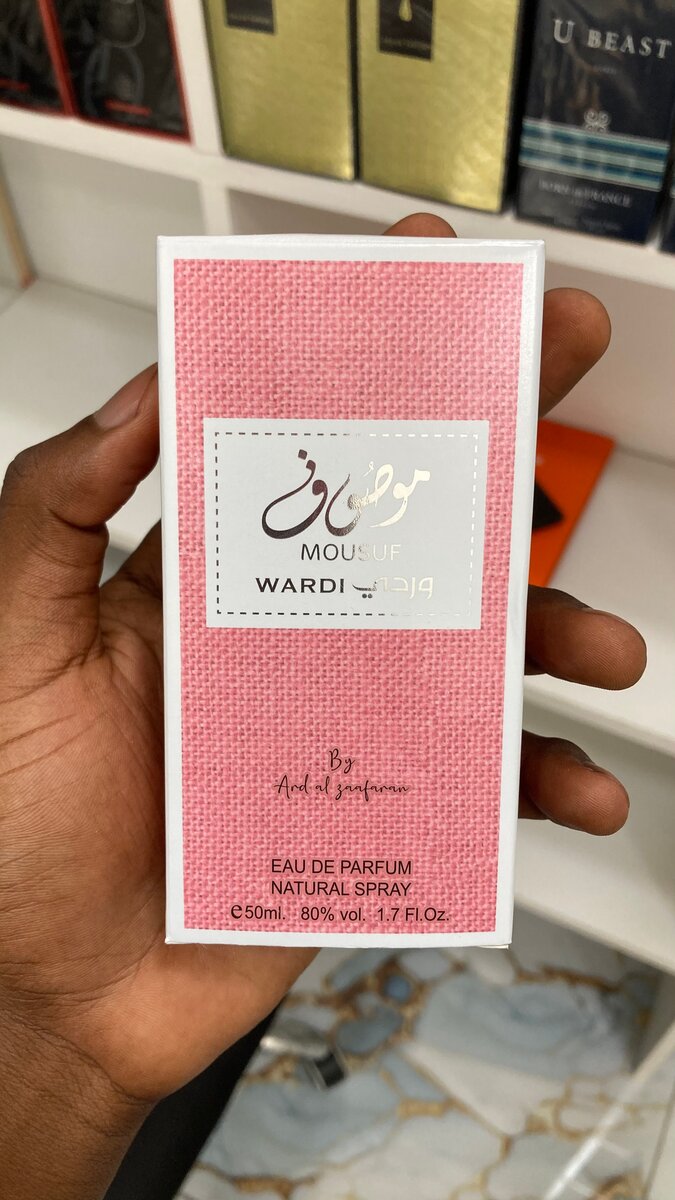 U BEAST
موصوف
MOUSUF
WARDI وردي
By
Ard al zaafaran
EAU DE PARFUM
NATURAL SPRAY
e50ml. 80% vol. 1.7 Fl.Oz.